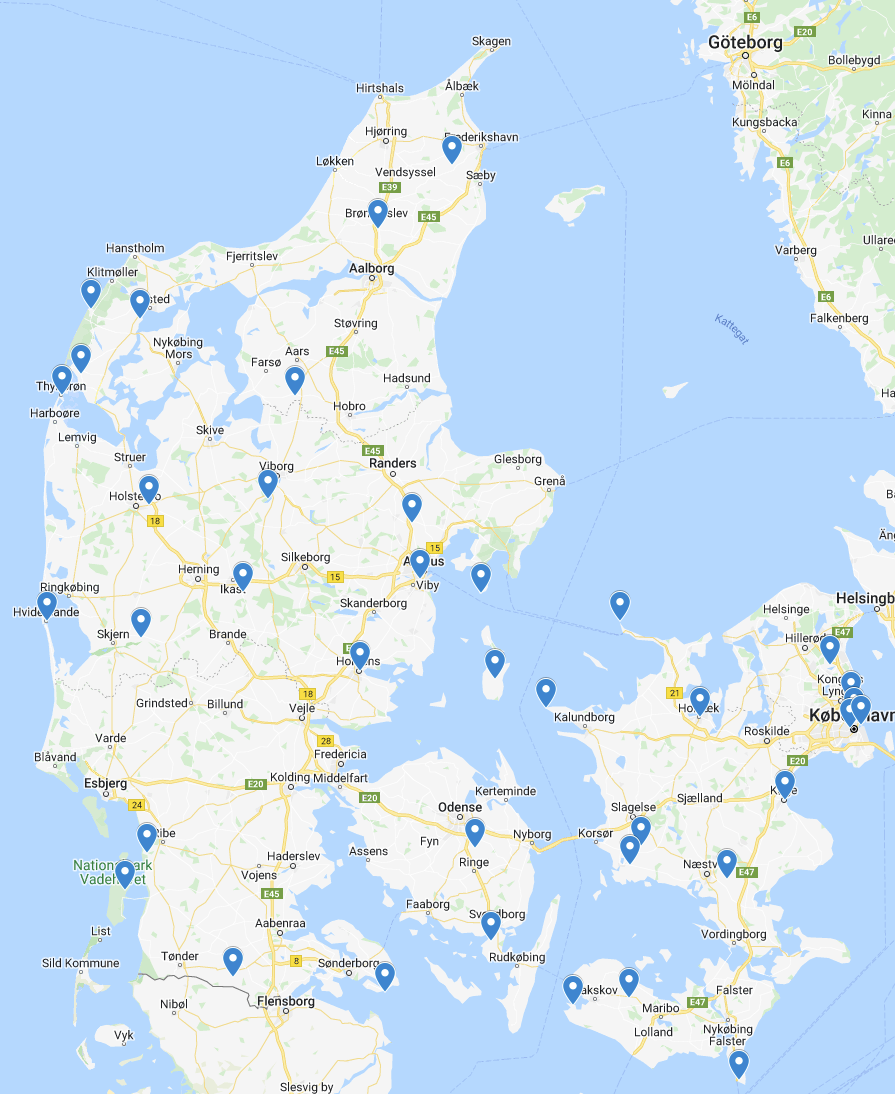 E6
E20
Göteborg
Skagen
Bollebygd
Mölndal
Hirtshals
Ålbæk
Kinna
Kungsbacka
Hjørring
Løkken
E6
Vendsyssel
Sæby
E39
E45
Hanstholm
Fjerritslev
Varberg
Klitmøller
Aalborg
E6
Falkenberg
Kattegat
Støvring
Nykøbing
Mors
Aars
E45
Farsø
Hadsund
Harboøre
Hobro
Lemvig
Skive
E45
Struer
Randers
Glesborg
Viborg
Grenå
18
15
Silkeborg
Herning
15
Viby
Ringkøbing
Skanderborg
Helsinge
Skjern
Brande
E47
18
21
Grindsted
Billund
Vejle
Kalundborg
Varde
28
Roskilde
Blåvand
Fredericia
E20
Esbjerg
E20
Kolding
Middelfart
E20
Kerteminde
24
Odense
Slagelse
Sjælland
Fyn
Nyborg
Korsør
Assens
Haderslev
Ringe
Vojens
E47
E45
Faaborg
List
Aabenraa
Vordingborg
Tønder
8
Sønderborg
Rudkøbing
Sild Kommune
Falster
Nibøl
Flensborg
E47
Maribo
Lolland
Nykøbing
Falster
Vyk
Slesvig by